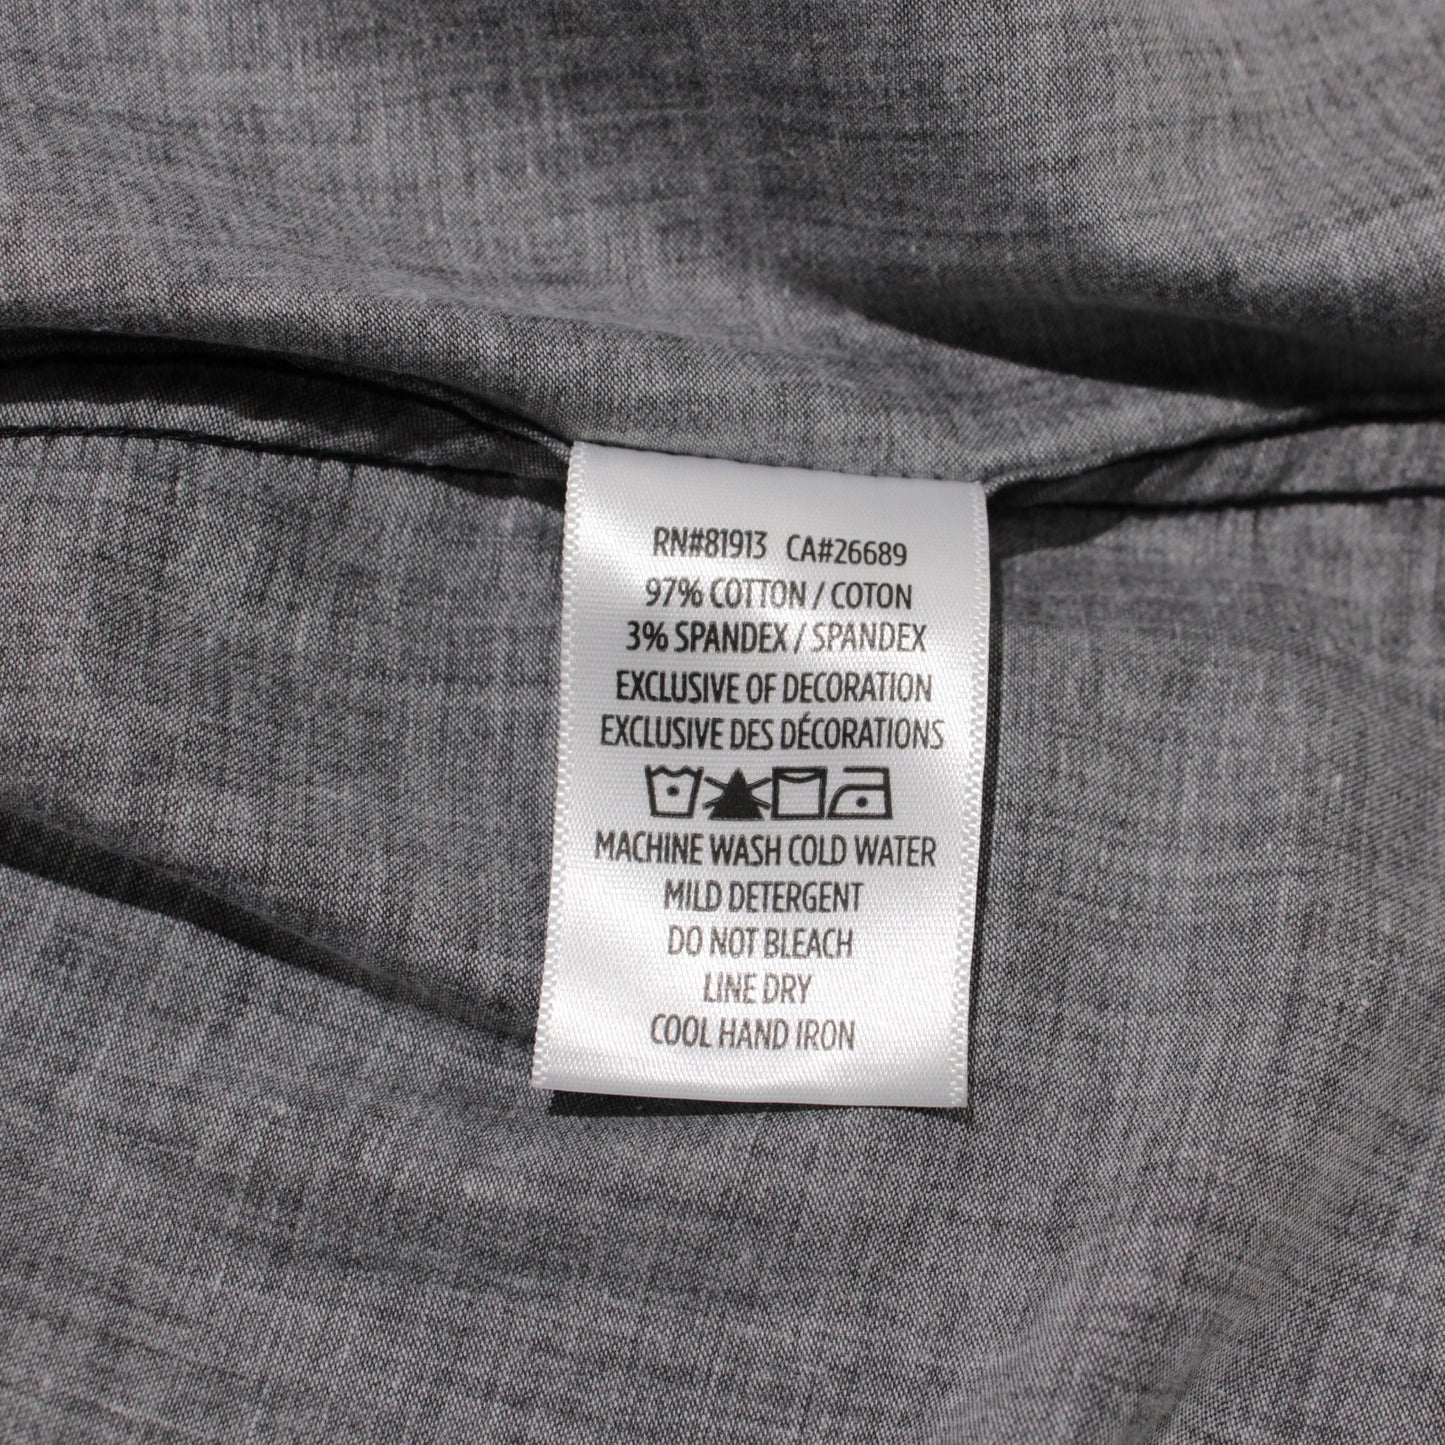 RN#81913 CA#26689
97% COTTON / COTON
3% SPANDEX / SPANDEX
EXCLUSIVE OF DECORATION
EXCLUSIVE DES DÉCORATIONS
MACHINE WASH COLD WATER
MILD DETERGENT
DO NOT BLEACH
LINE DRY
COOL HAND IRON